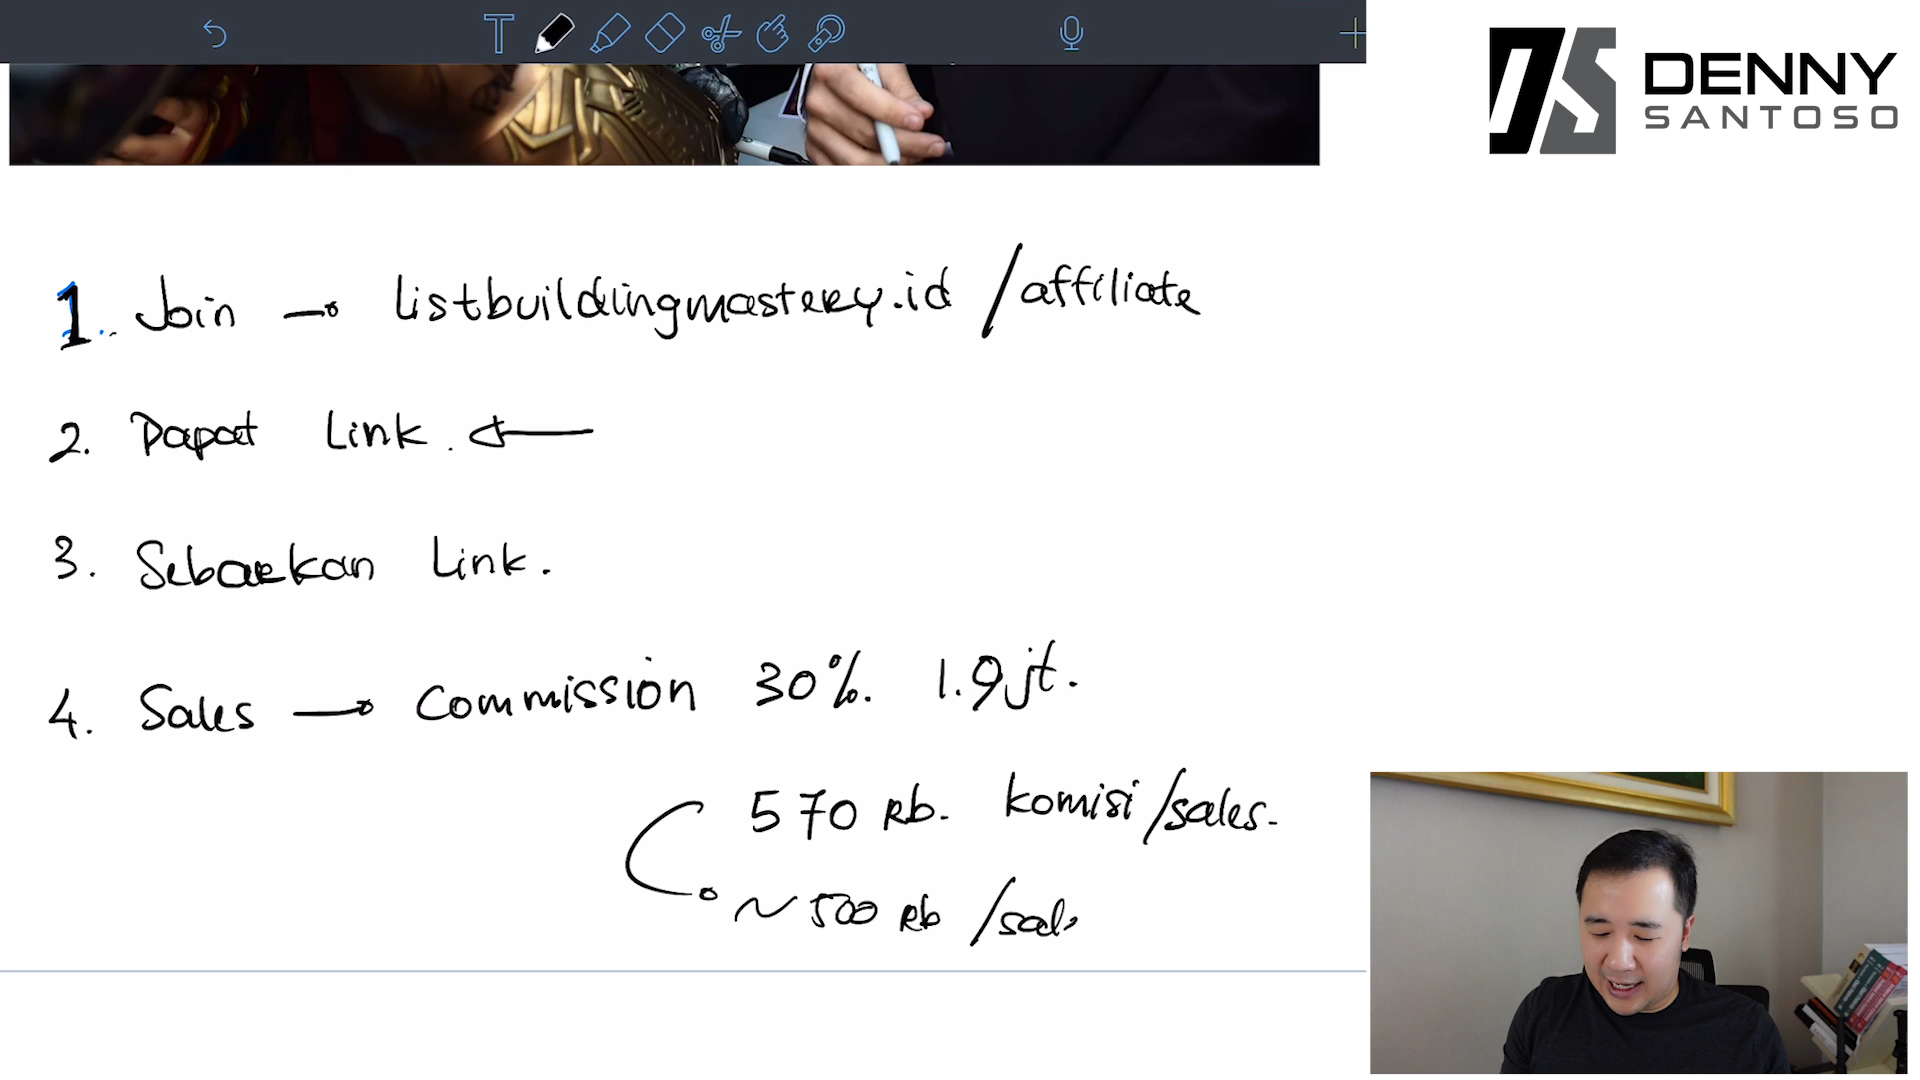 DENNY
SANTOSO
1. Join → listbuildingmastery.id /affiliate
2. Dapat Link. ←
3. Sebarkan Link.
4. Sales → Commission 30%. 1.9jt.
570 Rb. komisi/sales.
~ 500 Rb /sal